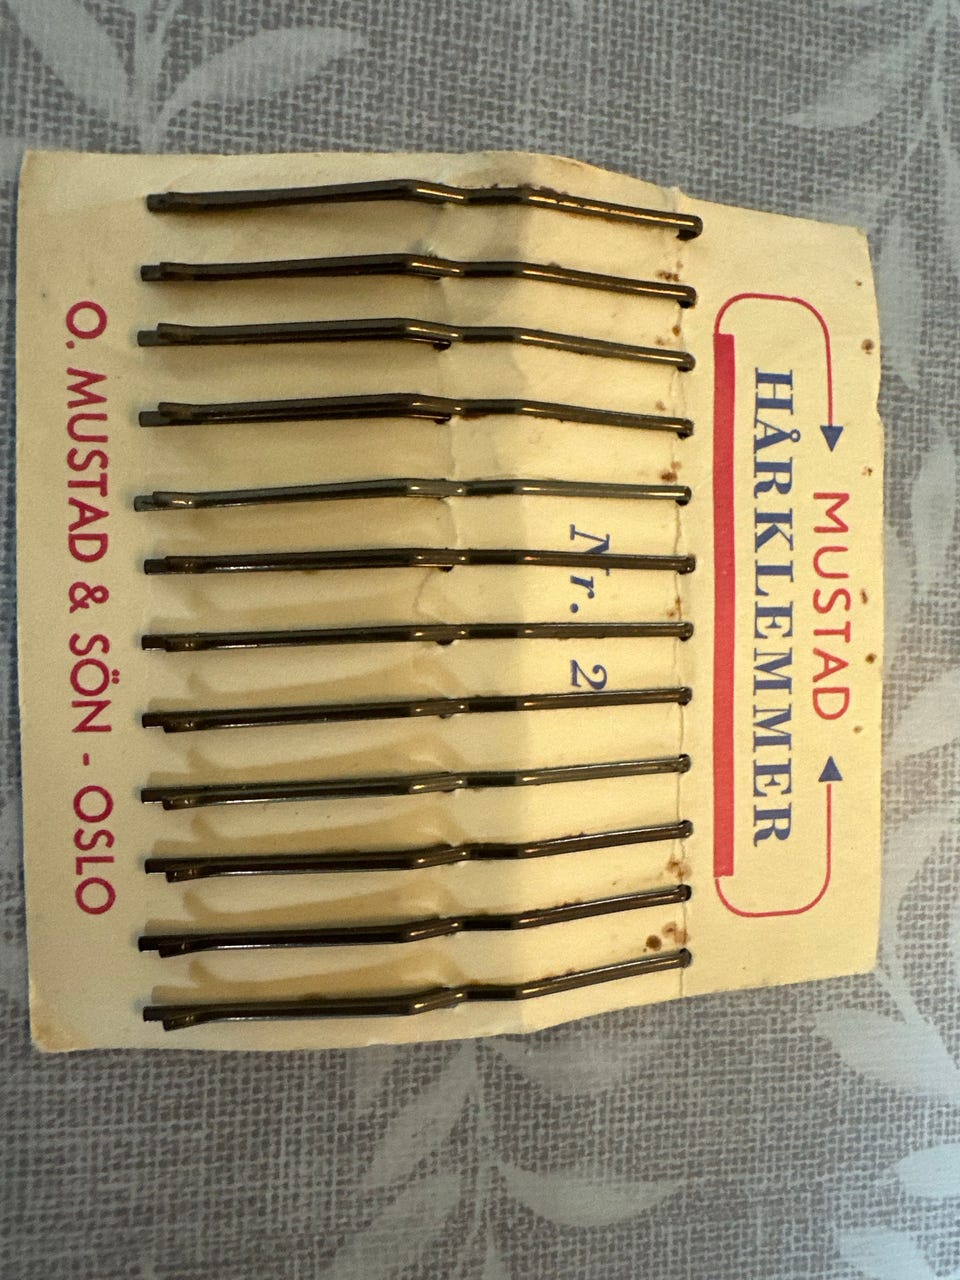 MUSTAD
HÅRKLEMMER
Nr. 2
O. MUSTAD & SÖN - OSLO